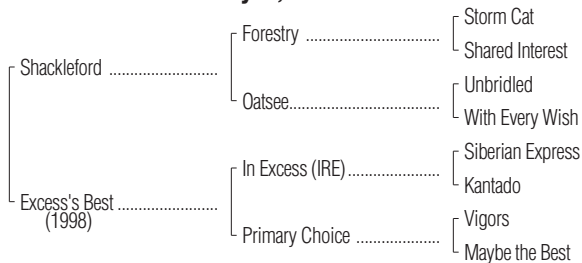 Storm Cat
Forestry
Shared Interest
Shackleford
Unbridled
Oatsee
With Every Wish
Siberian Express
In Excess (IRE)
Kantado
Excess's Best
(1998)
Vigors
Primary Choice
Maybe the Best